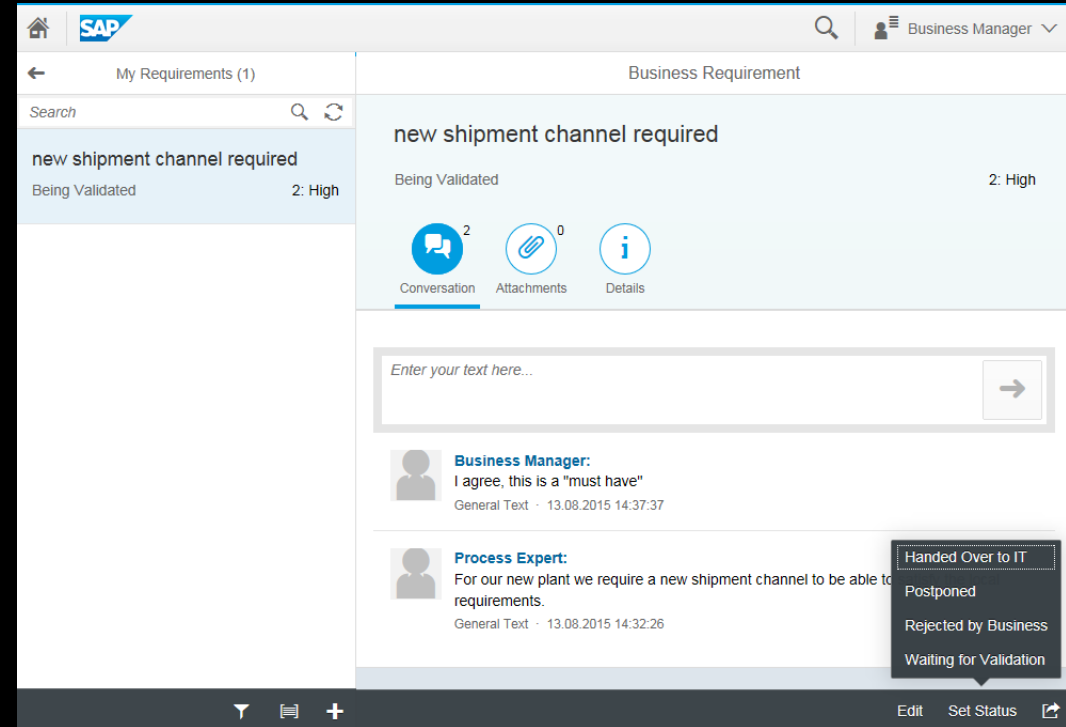 SAP
Business Manager
My Requirements (1)
Business Requirement
Search
new shipment channel required
Being Validated
2: High
new shipment channel required
Being Validated
2: High
2
0
Conversation
Attachments
Details
Enter your text here...
Business Manager:
I agree, this is a "must have"
General Text · 13.08.2015 14:37:37
Process Expert:
For our new plant we require a new shipment channel to be able to
requirements.
General Text · 13.08.2015 14:32:26
Handed Over to IT
Postponed
Rejected by Business
Waiting for Validation
Edit
Set Status